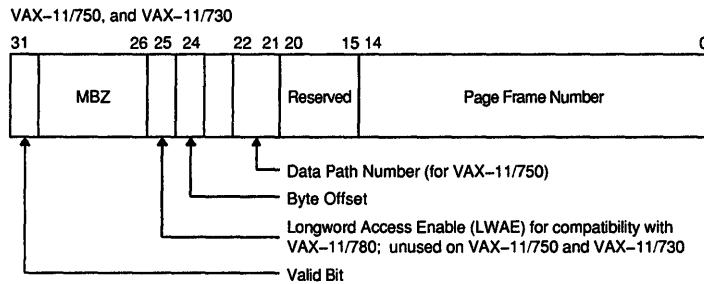 VAX-11/750, and VAX-11/730
31 26 25 24 22 21 20 15 14 0
MBZ Reserved Page Frame Number
Data Path Number (for VAX-11/750)
Byte Offset
Longword Access Enable (LWAE) for compatibility with
VAX-11/780; unused on VAX-11/750 and VAX-11/730
Valid Bit